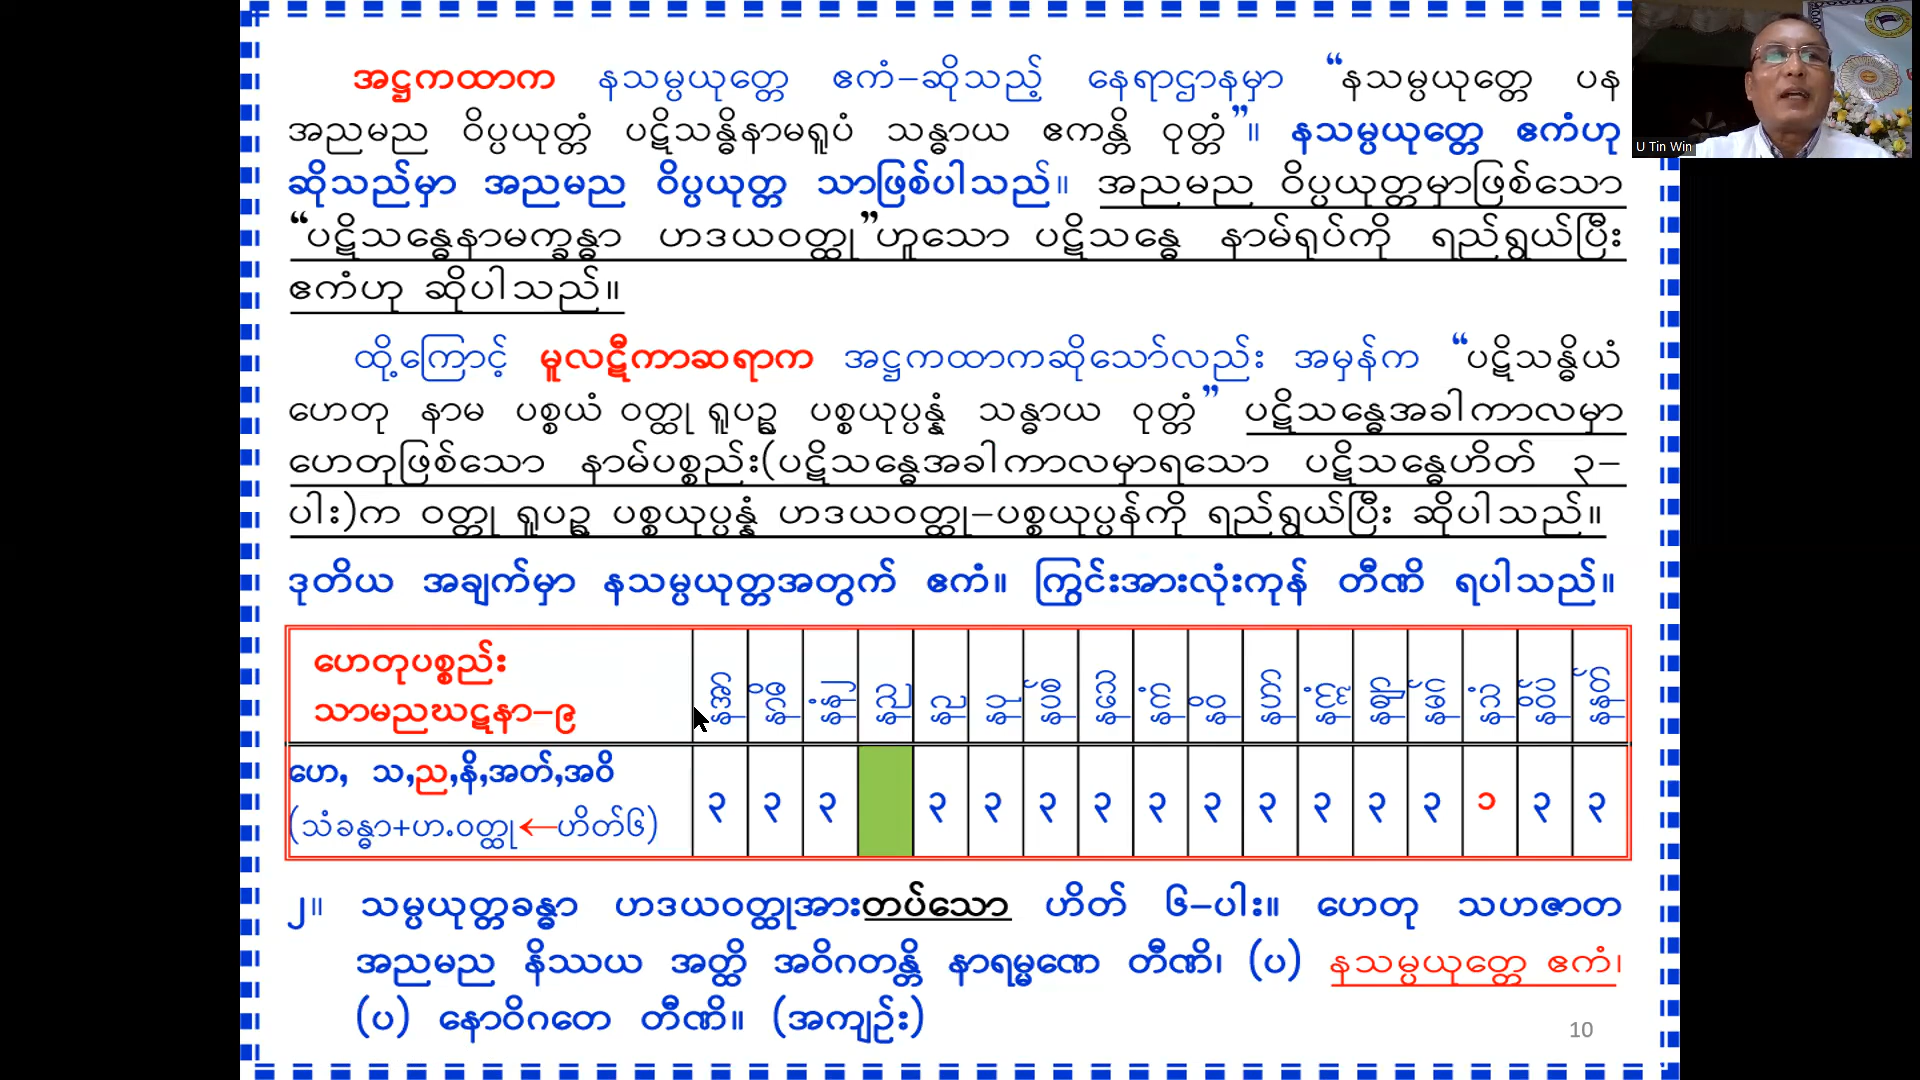 အဋ္ဌကထာက နသမ္ပယုတ္တေ ဧကံ–ဆိုသည့် နေရာဌာနမှာ “နသမ္ပယုတ္တေ ပန
အညမည ဝိပ္ပယုတ္တံ ပဋိသန္ဓိနာမရူပံ သန္ဓာယ ဧကန္တိ ဝုတ္တံ”။ နသမ္ပယုတ္တေ ဧကံဟု
ဆိုသည်မှာ အညမည ဝိပ္ပယုတ္တ သာဖြစ်ပါသည်။ အညမည ဝိပ္ပယုတ္တမှာဖြစ်သော
“ပဋိသန္ဓေနာမက္ခန္ဓာ ဟဒယဝတ္ထု”ဟူသော ပဋိသန္ဓေ နာမ်ရုပ်ကို ရည်ရွယ်ပြီး
ဧကံဟု ဆိုပါသည်။
ထို့ကြောင့် မူလဋီကာဆရာက အဋ္ဌကထာကဆိုသော်လည်း အမှန်က “ပဋိသန္ဓိယံ
ဟေတု နာမ ပစ္စယံ ဝတ္ထု ရူပဉ္စ ပစ္စယုပ္ပန္နံ သန္ဓာယ ဝုတ္တံ” ပဋိသန္ဓေအခါကာလမှာ
ဟေတုဖြစ်သော နာမ်ပစ္စည်း(ပဋိသန္ဓေအခါကာလမှာရသော ပဋိသန္ဓေဟိတ် ၃–
ပါး)က ဝတ္ထု ရူပဉ္စ ပစ္စယုပ္ပန္နံ ဟဒယဝတ္ထု–ပစ္စယုပ္ပန်ကို ရည်ရွယ်ပြီး ဆိုပါသည်။
ဒုတိယ အချက်မှာ နသမ္ပယုတ္တအတွက် ဧကံ။ ကြွင်းအားလုံးကုန် တီဏိ ရပါသည်။
ဟေတုပစ္စည်း
သာမညဃဋနာ–၉
ဟေ, သ,ည,နိ,အတ်,အဝိ
(သံခန္ဓာ+ဟ.ဝတ္ထု←ဟိတ်၆)
၃ ၃ ၃ ၃ ၃ ၃ ၃ ၃ ၃ ၃ ၃ ၃ ၃ ၁ ၃ ၃
၂။ သမ္ပယုတ္တခန္ဓာ ဟဒယဝတ္ထုအားတပ်သော ဟိတ် ၆–ပါး။ ဟေတု သဟဇာတ
အညမည နိဿယ အတ္ထိ အဝိဂတန္တိ နာရမ္မဏေ တီဏိ၊ (ပ) နသမ္ပယုတ္တေ ဧကံ၊
(ပ) နောဝိဂတေ တီဏိ။ (အကျဉ်း)
10
U Tin Win